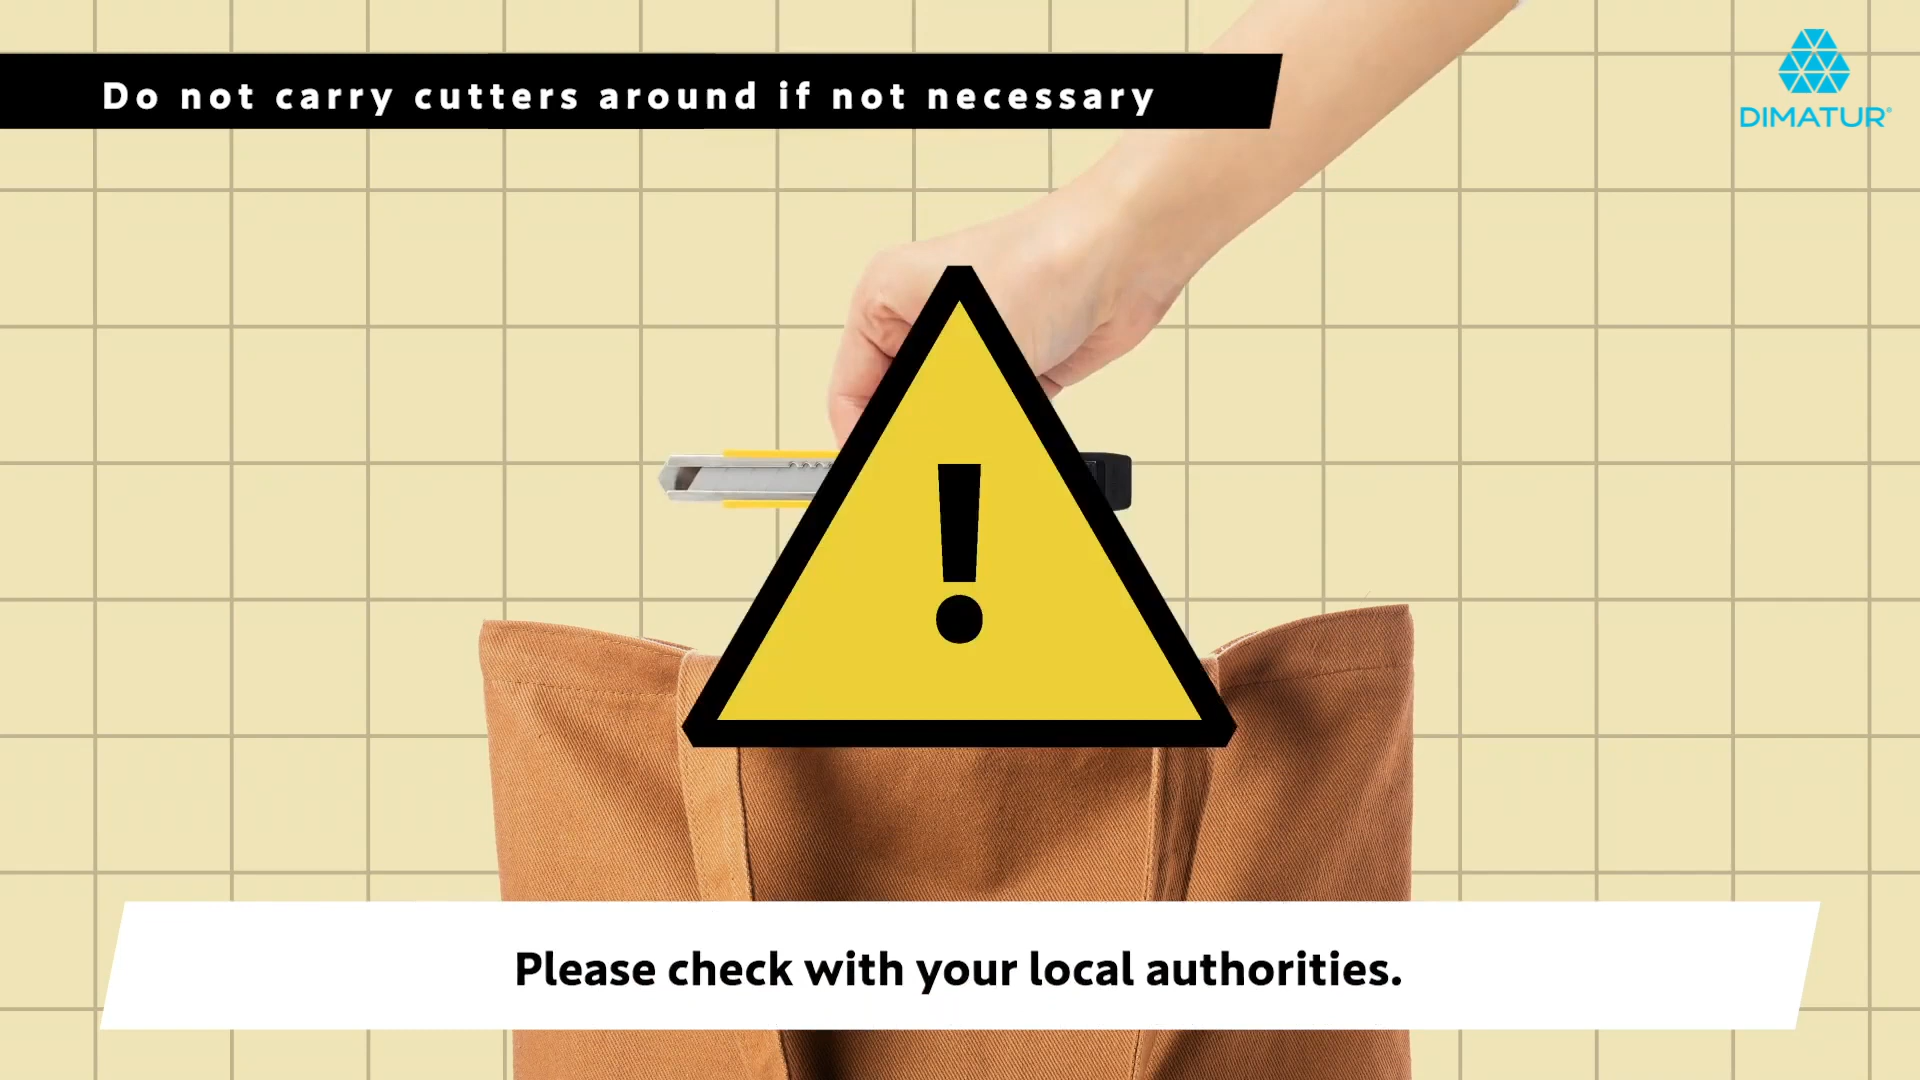 Do not carry cutters around if not necessary
DIMATUR®
!
Please check with your local authorities.